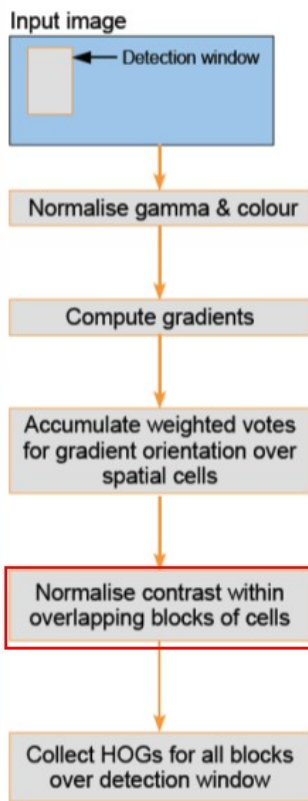 Input image
Detection window
Normalise gamma & colour
Compute gradients
Accumulate weighted votes
for gradient orientation over
spatial cells
Normalise contrast within
overlapping blocks of cells
Collect HOGs for all blocks
over detection window